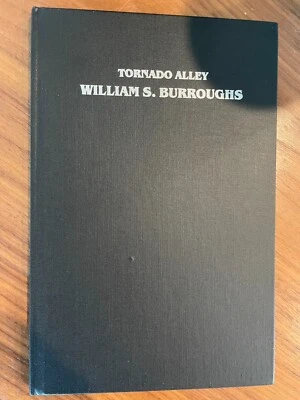 TORNADO ALLEY
WILLIAM S. BURROUGHS